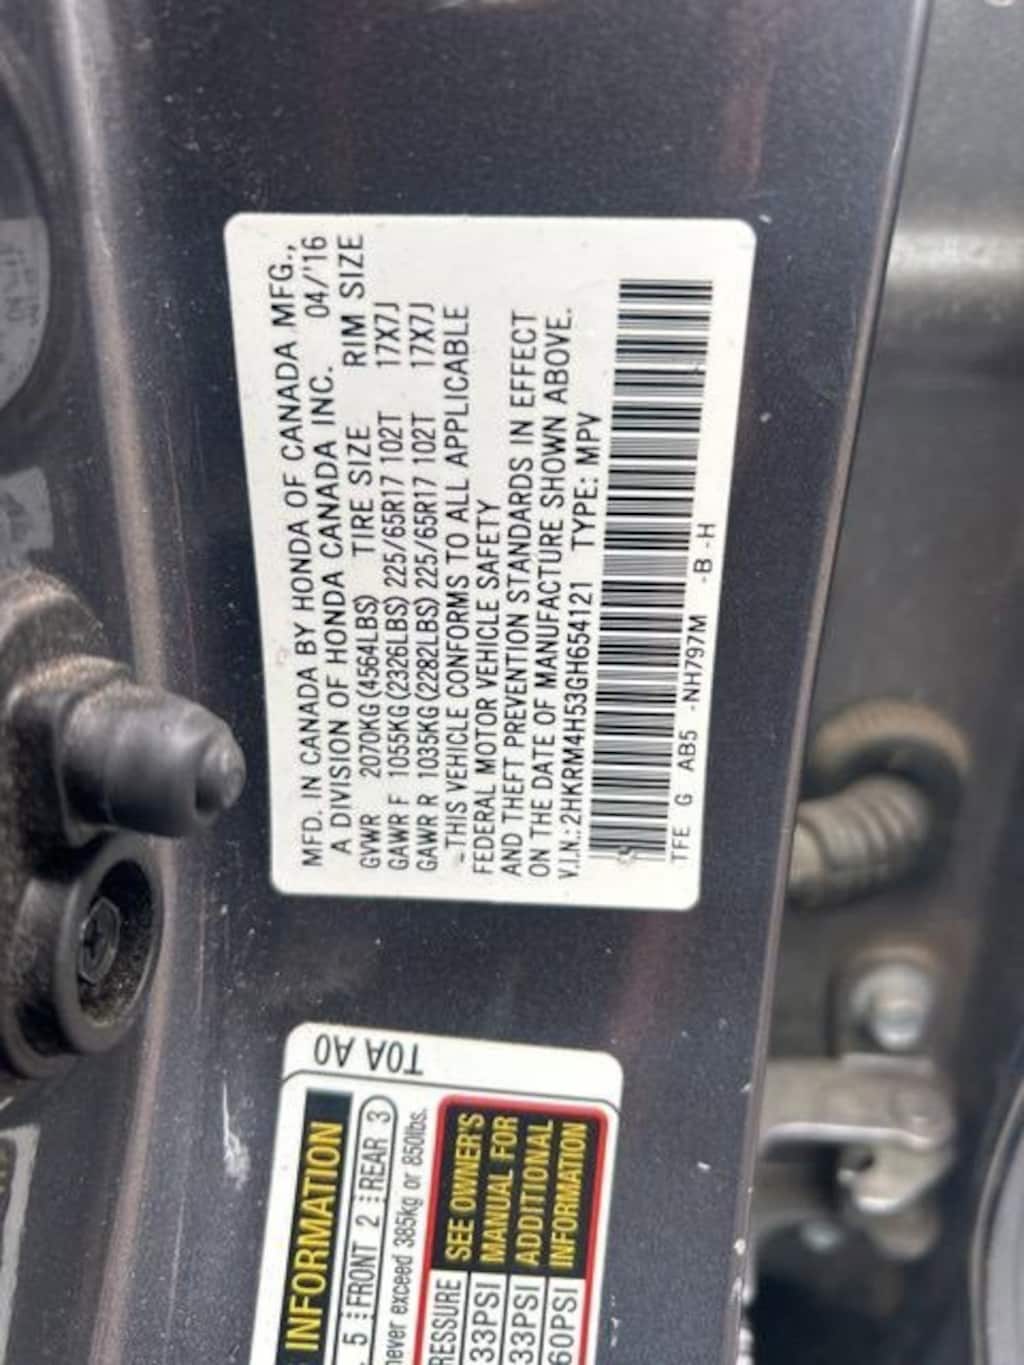 MFD. IN CANADA BY HONDA OF CANADA MFG.,
A DIVISION OF HONDA CANADA INC. 04/'16
GVWR 2070KG(4564LBS) TIRE SIZE RIM SIZE
GAWR F 1055KG(2326LBS) 225/65R17 102T 17X7J
GAWR R 1035KG(2282LBS) 225/65R17 102T 17X7J
-THIS VEHICLE CONFORMS TO ALL APPLICABLE
FEDERAL MOTOR VEHICLE SAFETY
AND THEFT PREVENTION STANDARDS IN EFFECT
ON THE DATE OF MANUFACTURE SHOWN ABOVE.
V.I.N.: 2HKRM4H53GH654121 TYPE: MPV
TFE G AB5 -NH797M -B -H
T0A A0
INFORMATION
5 FRONT 2 REAR 3
never exceed 385kg or 850lbs.
RESSURE
33PSI
33PSI
60PSI
SEE OWNER'S
MANUAL FOR
ADDITIONAL
INFORMATION